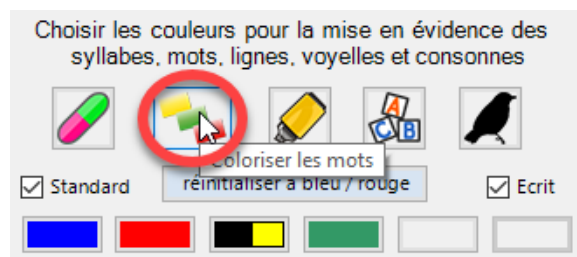 Choisir les couleurs pour la mise en évidence des
syllabes, mots, lignes, voyelles et consonnes
A
C B
Coloriser les mots
Standard réinitialiser à bleu / rouge Ecrit